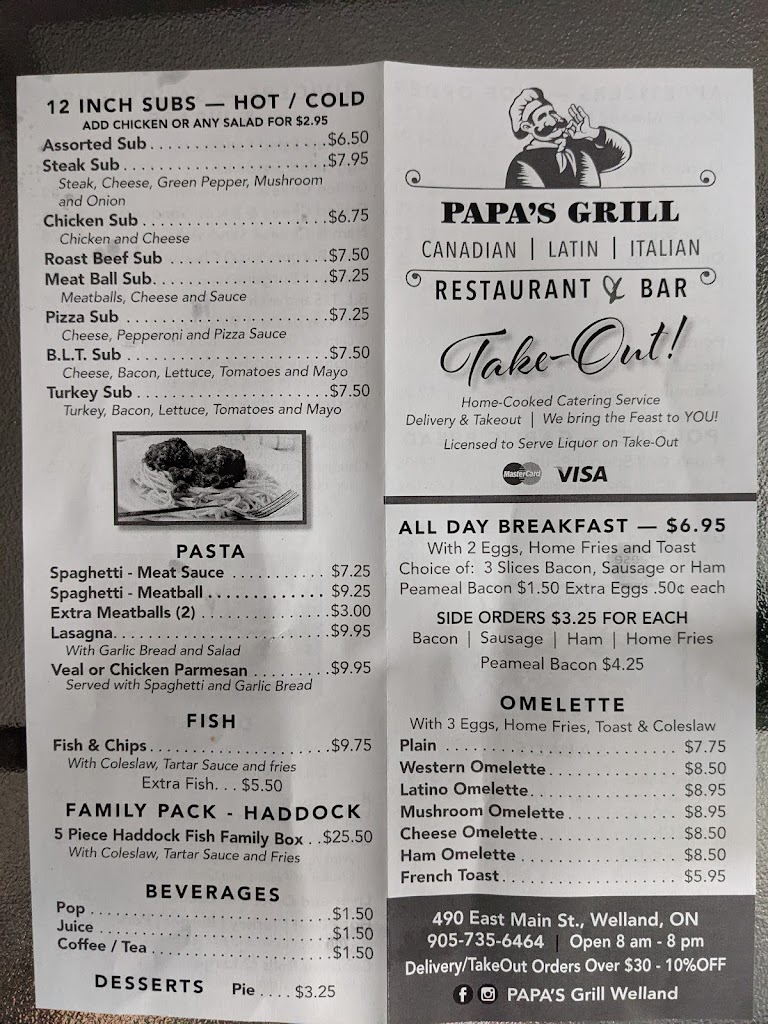 12 INCH SUBS — HOT / COLD
ADD CHICKEN OR ANY SALAD FOR $2.95
Assorted Sub....................$6.50
Steak Sub.......................$7.95
Steak, Cheese, Green Pepper, Mushroom
and Onion
Chicken Sub.....................$6.75
Chicken and Cheese
Roast Beef Sub..................$7.50
Meat Ball Sub...................$7.25
Meatballs, Cheese and Sauce
Pizza Sub.......................$7.25
Cheese, Pepperoni and Pizza Sauce
B.L.T. Sub......................$7.50
Cheese, Bacon, Lettuce, Tomatoes and Mayo
Turkey Sub......................$7.50
Turkey, Bacon, Lettuce, Tomatoes and Mayo
PASTA
Spaghetti - Meat Sauce..........$7.25
Spaghetti - Meatball............$9.25
Extra Meatballs (2).............$3.00
Lasagna.........................$9.95
With Garlic Bread and Salad
Veal or Chicken Parmesan........$9.95
Served with Spaghetti and Garlic Bread
FISH
Fish & Chips....................$9.75
With Coleslaw, Tartar Sauce and fries
Extra Fish. . . $5.50
FAMILY PACK - HADDOCK
5 Piece Haddock Fish Family Box . .$25.50
With Coleslaw, Tartar Sauce and Fries
BEVERAGES
Pop.............................$1.50
Juice...........................$1.50
Coffee / Tea....................$1.50
DESSERTS Pie . . . . $3.25
PAPA'S GRILL
CANADIAN | LATIN | ITALIAN
RESTAURANT & BAR
Take-Out!
Home-Cooked Catering Service
Delivery & Takeout | We bring the Feast to YOU!
Licensed to Serve Liquor on Take-Out
MasterCard VISA
ALL DAY BREAKFAST — $6.95
With 2 Eggs, Home Fries and Toast
Choice of: 3 Slices Bacon, Sausage or Ham
Peameal Bacon $1.50 Extra Eggs .50¢ each
SIDE ORDERS $3.25 FOR EACH
Bacon | Sausage | Ham | Home Fries
Peameal Bacon $4.25
OMELETTE
With 3 Eggs, Home Fries, Toast & Coleslaw
Plain...........................$7.75
Western Omelette................$8.50
Latino Omelette.................$8.95
Mushroom Omelette...............$8.95
Cheese Omelette.................$8.50
Ham Omelette....................$8.50
French Toast....................$5.95
490 East Main St., Welland, ON
905-735-6464 | Open 8 am - 8 pm
Delivery/TakeOut Orders Over $30 - 10%OFF
PAPA'S Grill Welland